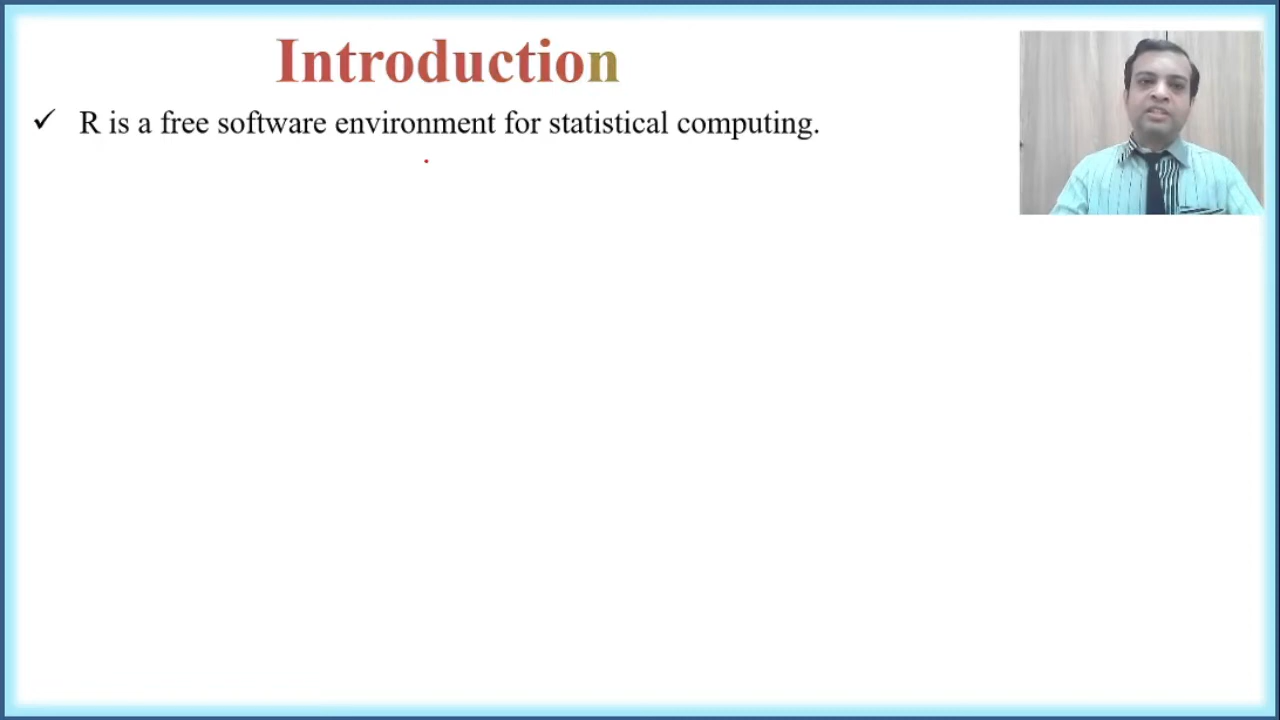 Introduction
✓ R is a free software environment for statistical computing.